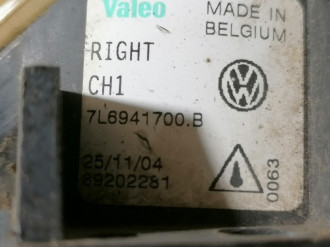 Valeo
MADE IN
BELGIUM
RIGHT
CH1
7L6941700.B
25/11/04
89202281
0063